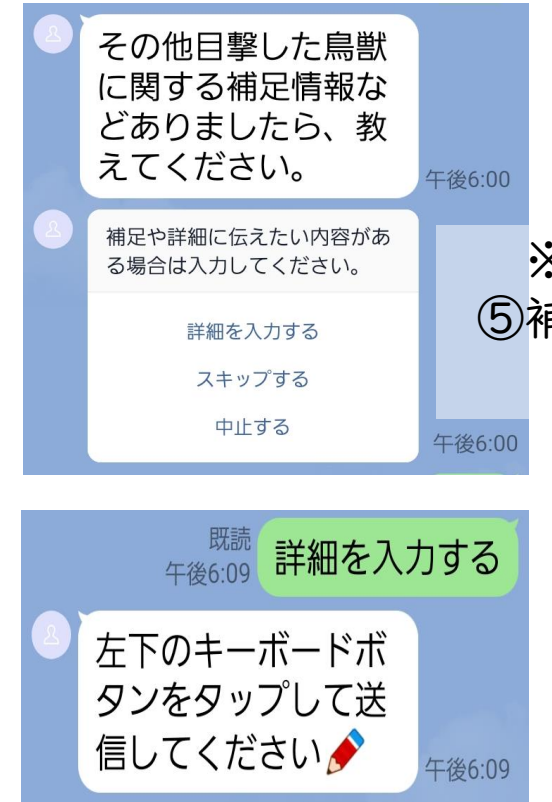 その他目撃した鳥獣
に関する補足情報な
どありましたら、教
えてください。
午後6:00
補足や詳細に伝えたい内容があ
る場合は入力してください。
詳細を入力する
スキップする
中止する
午後6:00
※
⑤補
既読
午後6:09
詳細を入力する
左下のキーボードボ
タンをタップして送
信してください
午後6:09